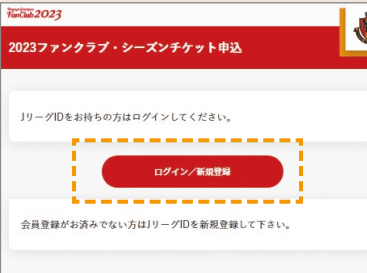 FanClub 2023
2023ファンクラブ・シーズンチケット申込
JリーグIDをお持ちの方はログインしてください。
ログイン／新規登録
会員登録がお済みでない方はJリーグIDを新規登録して下さい。